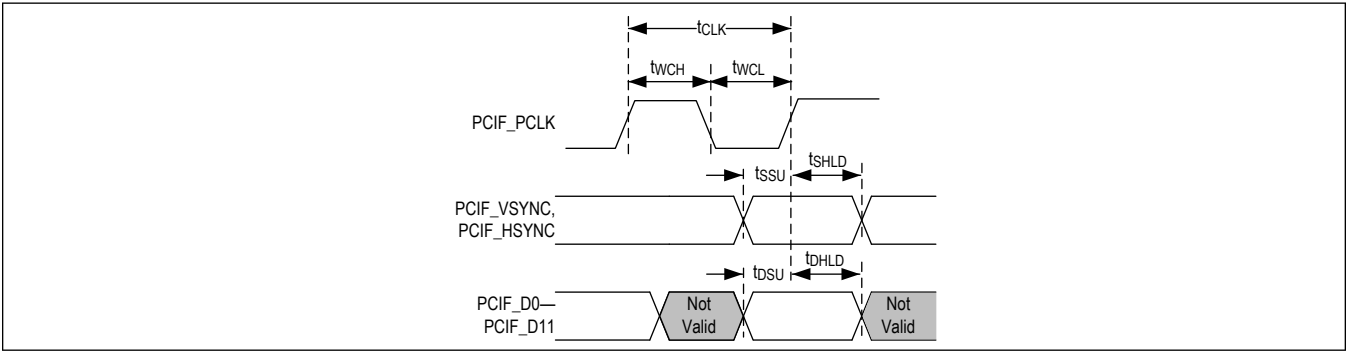 tCLK
tWCH
tWCL
PCIF_PCLK
tSSU
tSHLD
PCIF_VSYNC,
PCIF_HSYNC
tDSU
tDHLD
PCIF_D0—
PCIF_D11
Not
Valid
Not
Valid